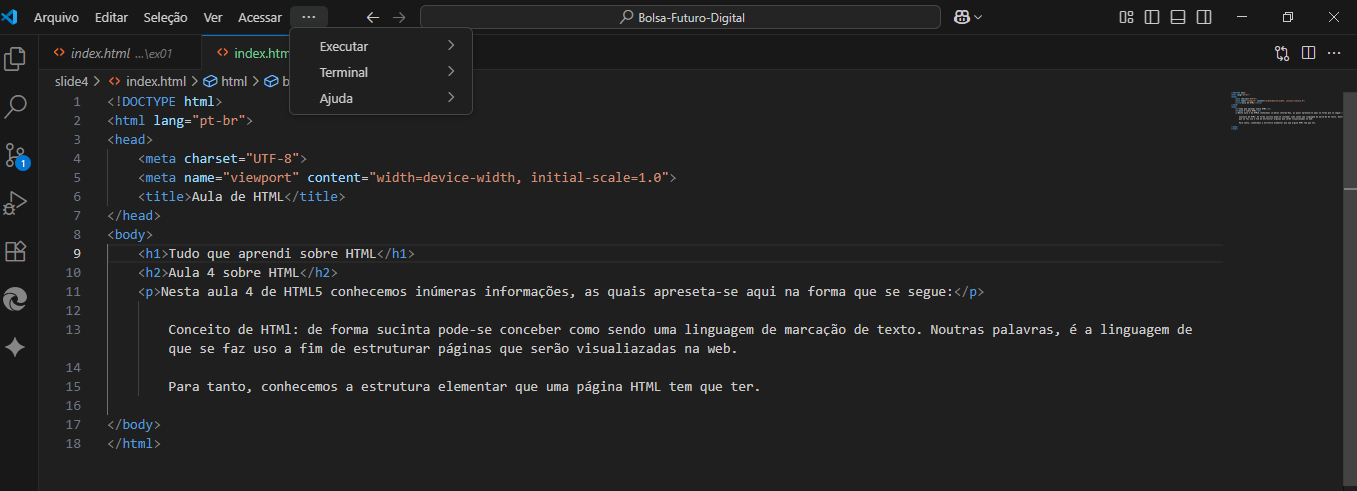 Arquivo Editar Seleção Ver Acessar ··· Bolsa-Futuro-Digital
Executar
Terminal
Ajuda
index.html ...\ex01 index.htm
slide4 > index.html > html > b
1 <!DOCTYPE html>
2 <html lang="pt-br">
3 <head>
4 <meta charset="UTF-8">
5 <meta name="viewport" content="width=device-width, initial-scale=1.0">
6 <title>Aula de HTML</title>
7 </head>
8 <body>
9 <h1>Tudo que aprendi sobre HTML</h1>
10 <h2>Aula 4 sobre HTML</h2>
11 <p>Nesta aula 4 de HTML5 conhecemos inúmeras informações, as quais apreseta-se aqui na forma que se segue:</p>
12
13 Conceito de HTMl: de forma sucinta pode-se conceber como sendo uma linguagem de marcação de texto. Noutras palavras, é a linguagem de
que se faz uso a fim de estruturar páginas que serão visualiazadas na web.
14
15 Para tanto, conhecemos a estrutura elementar que uma página HTML tem que ter.
16
17 </body>
18 </html>
1